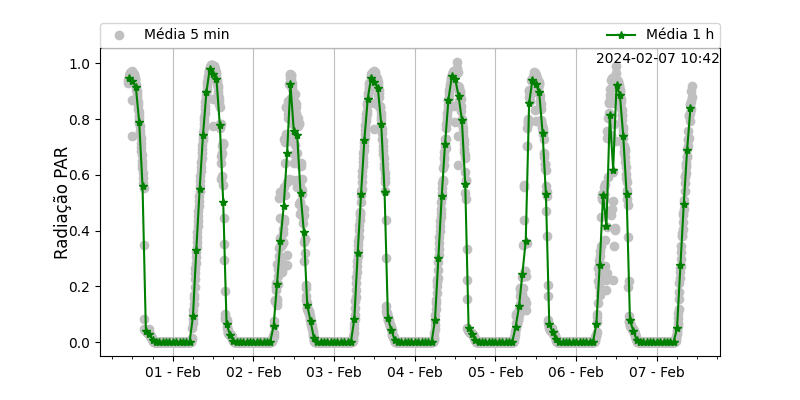 Média 5 min
Média 1 h
2024-02-07 10:42
Radiação PAR
1.0
0.8
0.6
0.4
0.2
0.0
01 - Feb
02 - Feb
03 - Feb
04 - Feb
05 - Feb
06 - Feb
07 - Feb